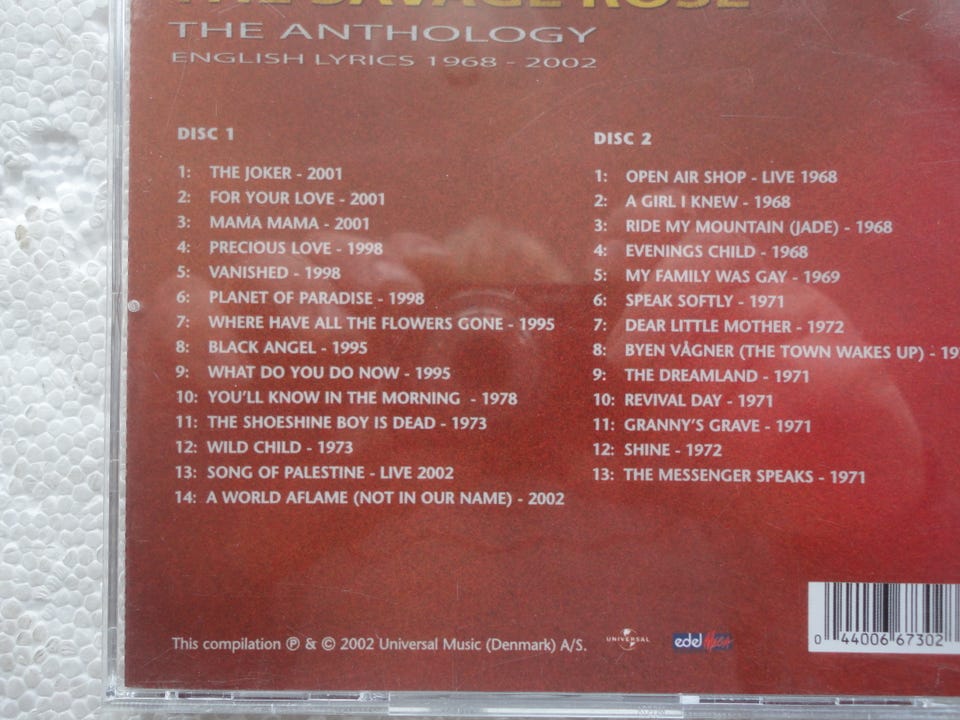 THE SAVAGE ROSE
THE ANTHOLOGY
ENGLISH LYRICS 1968 - 2002
DISC 1
1: THE JOKER - 2001
2: FOR YOUR LOVE - 2001
3: MAMA MAMA - 2001
4: PRECIOUS LOVE - 1998
5: VANISHED - 1998
6: PLANET OF PARADISE - 1998
7: WHERE HAVE ALL THE FLOWERS GONE - 1995
8: BLACK ANGEL - 1995
9: WHAT DO YOU DO NOW - 1995
10: YOU'LL KNOW IN THE MORNING - 1978
11: THE SHOESHINE BOY IS DEAD - 1973
12: WILD CHILD - 1973
13: SONG OF PALESTINE - LIVE 2002
14: A WORLD AFLAME (NOT IN OUR NAME) - 2002
DISC 2
1: OPEN AIR SHOP - LIVE 1968
2: A GIRL I KNEW - 1968
3: RIDE MY MOUNTAIN (JADE) - 1968
4: EVENINGS CHILD - 1968
5: MY FAMILY WAS GAY - 1969
6: SPEAK SOFTLY - 1971
7: DEAR LITTLE MOTHER - 1972
8: BYEN VÅGNER (THE TOWN WAKES UP) - 19
9: THE DREAMLAND - 1971
10: REVIVAL DAY - 1971
11: GRANNY'S GRAVE - 1971
12: SHINE - 1972
13: THE MESSENGER SPEAKS - 1971
This compilation ℗ & © 2002 Universal Music (Denmark) A/S.
UNIVERSAL
edel Music
0 44006 67302